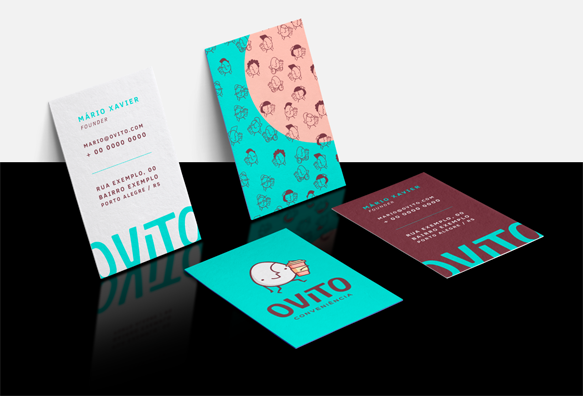 MÁRIO XAVIER
FOUNDER
MARIO@OVITO.COM
+ 00 0000 0000
RUA EXEMPLO, 00
BAIRRO EXEMPLO
PORTO ALEGRE / RS
OVITO
OVITO
CONVENIÊNCIA
MÁRIO XAVIER
FOUNDER
MARIO@OVITO.COM
+ 00 0000 0000
RUA EXEMPLO, 00
BAIRRO EXEMPLO
PORTO ALEGRE / RS
OVITO